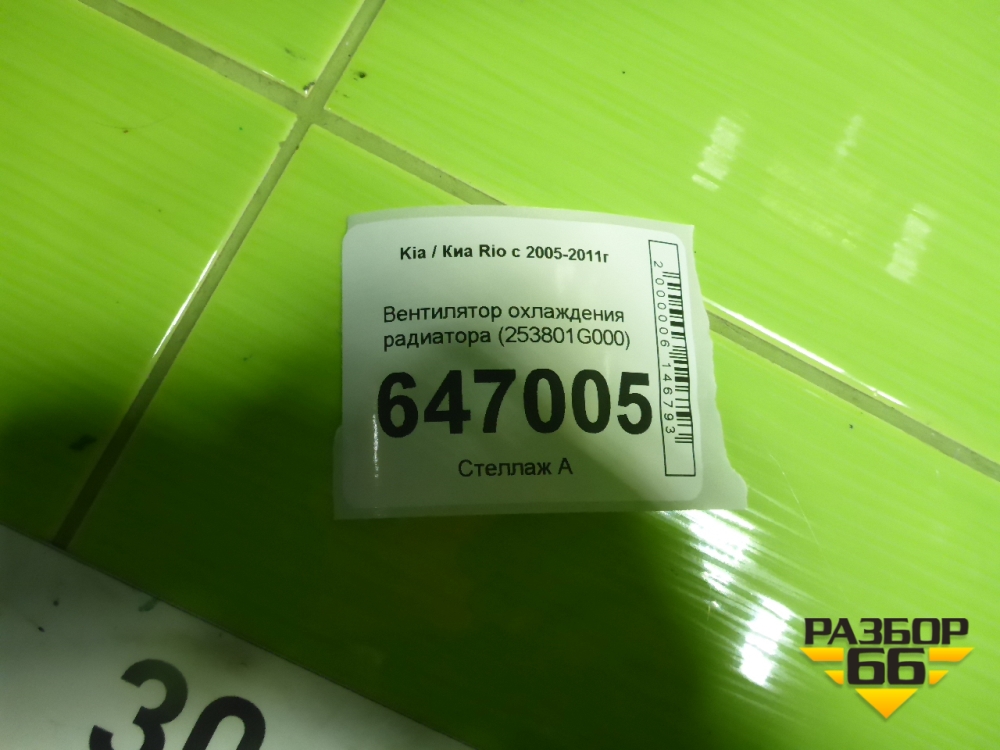 Kia / Киа Rio с 2005-2011г
Вентилятор охлаждения
радиатора (253801G000)
647005
Стеллаж А
2000006146793
РАЗБОР
66
30